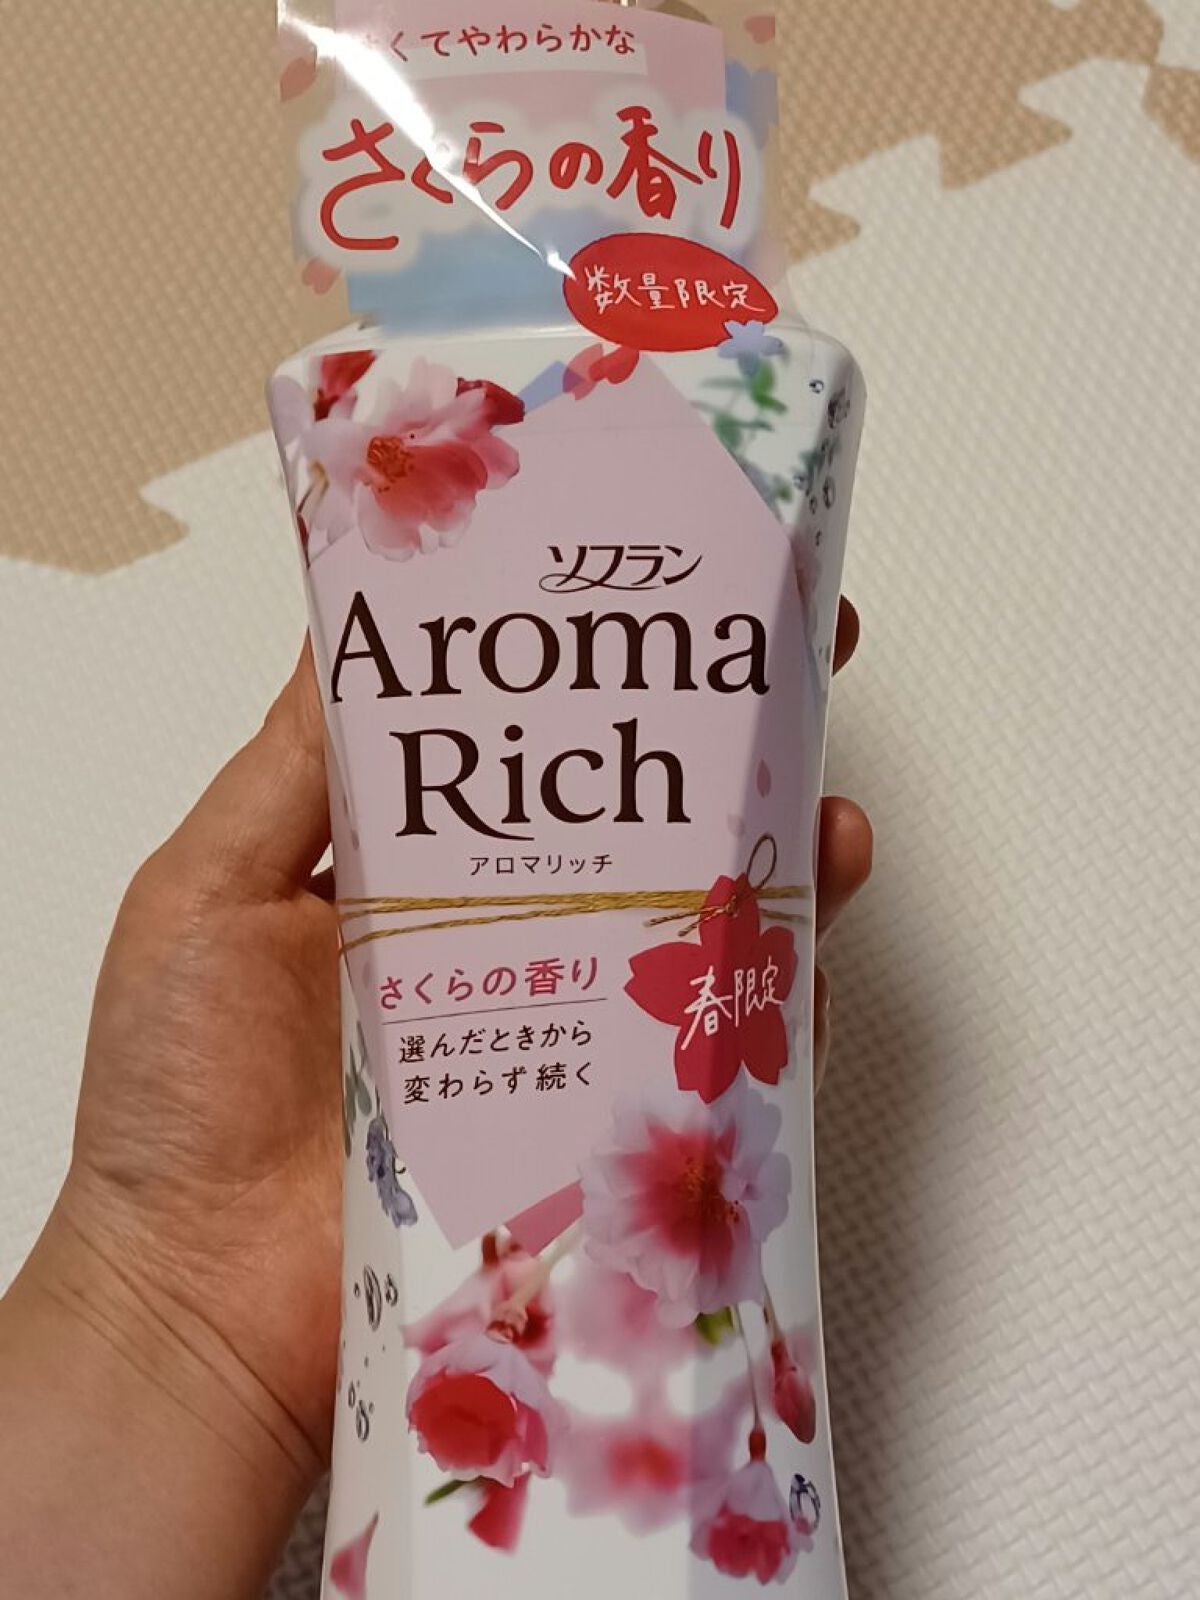 くてやわらかな
さくらの香り
数量限定
ソフラン
Aroma
Rich
アロマリッチ
さくらの香り
春限定
選んだときから
変わらず続く